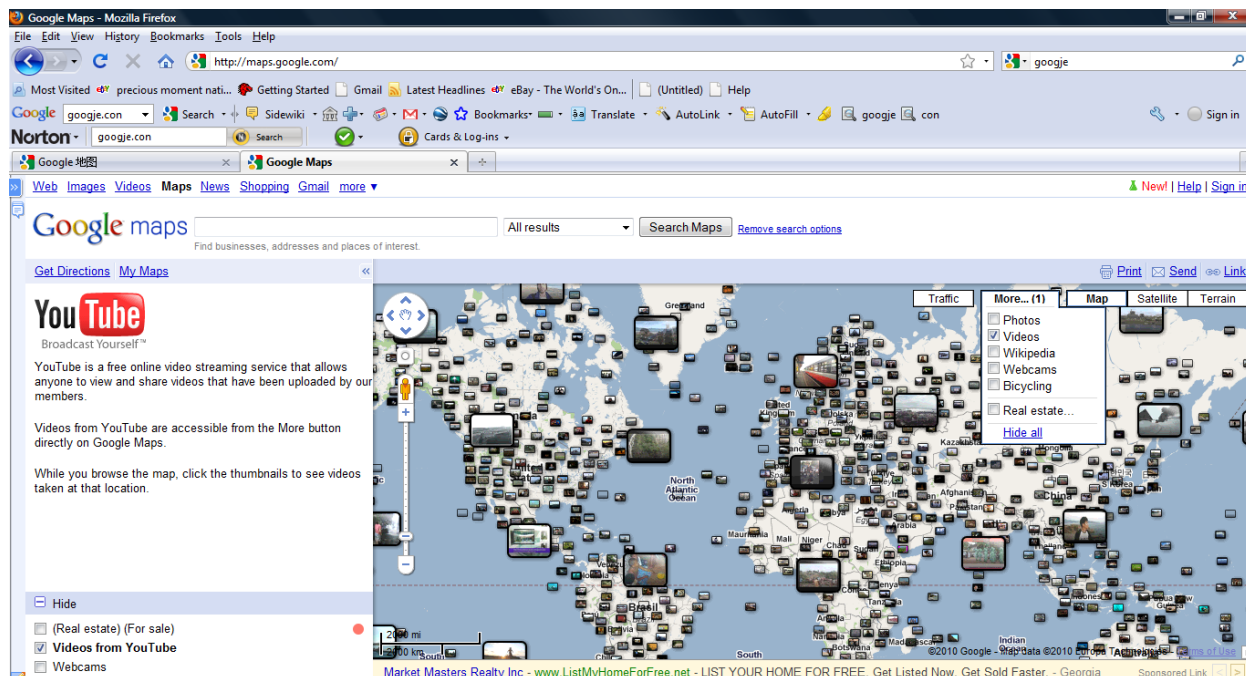 Google Maps - Mozilla Firefox
File Edit View History Bookmarks Tools Help
http://maps.google.com/
googje
Most Visited precious moment nati... Getting Started Gmail Latest Headlines eBay - The World's On... (Untitled) Help
Google googje.con Search Sidewiki Bookmarks Translate AutoLink AutoFill googje con Sign in
Norton googje.con Search Cards & Log-ins
Google 地图 Google Maps
Web Images Videos Maps News Shopping Gmail more ▼
New! | Help | Sign in
Google maps All results Search Maps Remove search options
Find businesses, addresses and places of interest.
Get Directions My Maps «
Print Send Link
You Tube
Broadcast Yourself™
YouTube is a free online video streaming service that allows
anyone to view and share videos that have been uploaded by our
members.
Videos from YouTube are accessible from the More button
directly on Google Maps.
While you browse the map, click the thumbnails to see videos
taken at that location.
Hide
(Real estate) (For sale)
Videos from YouTube
Webcams
Traffic More... (1) Map Satellite Terrain
Photos
Videos
Wikipedia
Webcams
Bicycling
Real estate...
Hide all
North
Atlantic
Ocean
Mali Niger Chad
Ethiopia
China
Brasil
Angola
Botswana
Indian
Ocean
South
2000 mi
2000 km
©2010 Google - Map data ©2010 Europa Technologies - Terms of Use
Market Masters Realty Inc - www.ListMyHomeForFree.net - LIST YOUR HOME FOR FREE. Get Listed Now. Get Sold Faster. - Georgia Sponsored Link